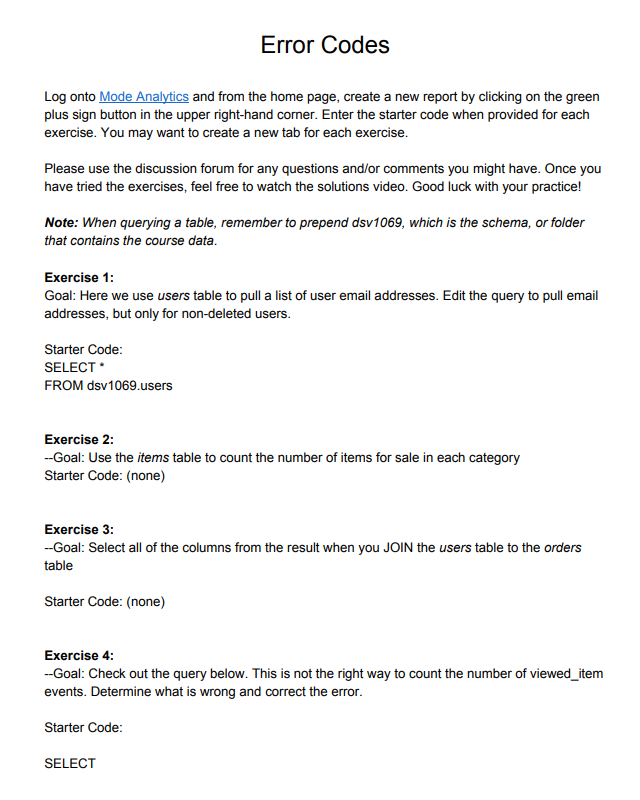 Error Codes
Log onto Mode Analytics and from the home page, create a new report by clicking on the green
plus sign button in the upper right-hand corner. Enter the starter code when provided for each
exercise. You may want to create a new tab for each exercise.
Please use the discussion forum for any questions and/or comments you might have. Once you
have tried the exercises, feel free to watch the solutions video. Good luck with your practice!
Note: When querying a table, remember to prepend dsv1069, which is the schema, or folder
that contains the course data.
Exercise 1:
Goal: Here we use users table to pull a list of user email addresses. Edit the query to pull email
addresses, but only for non-deleted users.
Starter Code:
SELECT *
FROM dsv1069.users
Exercise 2:
--Goal: Use the items table to count the number of items for sale in each category
Starter Code: (none)
Exercise 3:
--Goal: Select all of the columns from the result when you JOIN the users table to the orders
table
Starter Code: (none)
Exercise 4:
--Goal: Check out the query below. This is not the right way to count the number of viewed_item
events. Determine what is wrong and correct the error.
Starter Code:
SELECT